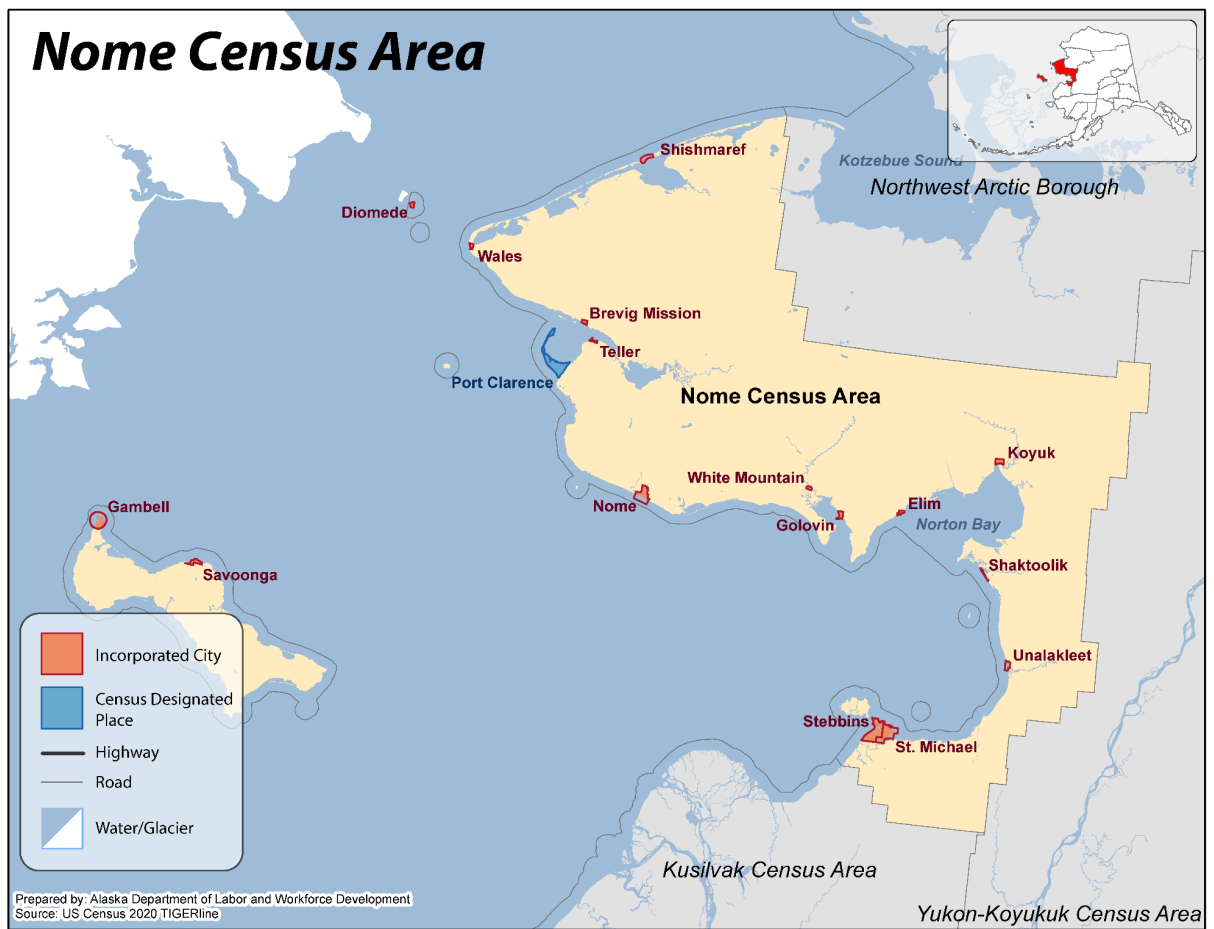 Nome Census Area
Shishmaref
Kotzebue Sound
Northwest Arctic Borough
Diomede
Wales
Brevig Mission
Teller
Port Clarence
Nome Census Area
Koyuk
White Mountain
Nome
Elim
Golovin
Norton Bay
Gambell
Shaktoolik
Savoonga
Unalakleet
Stebbins
St. Michael
Incorporated City
Census Designated
Place
Highway
Road
Water/Glacier
Kusilvak Census Area
Prepared by: Alaska Department of Labor and Workforce Development
Source: US Census 2020 TIGERline
Yukon-Koyukuk Census Area